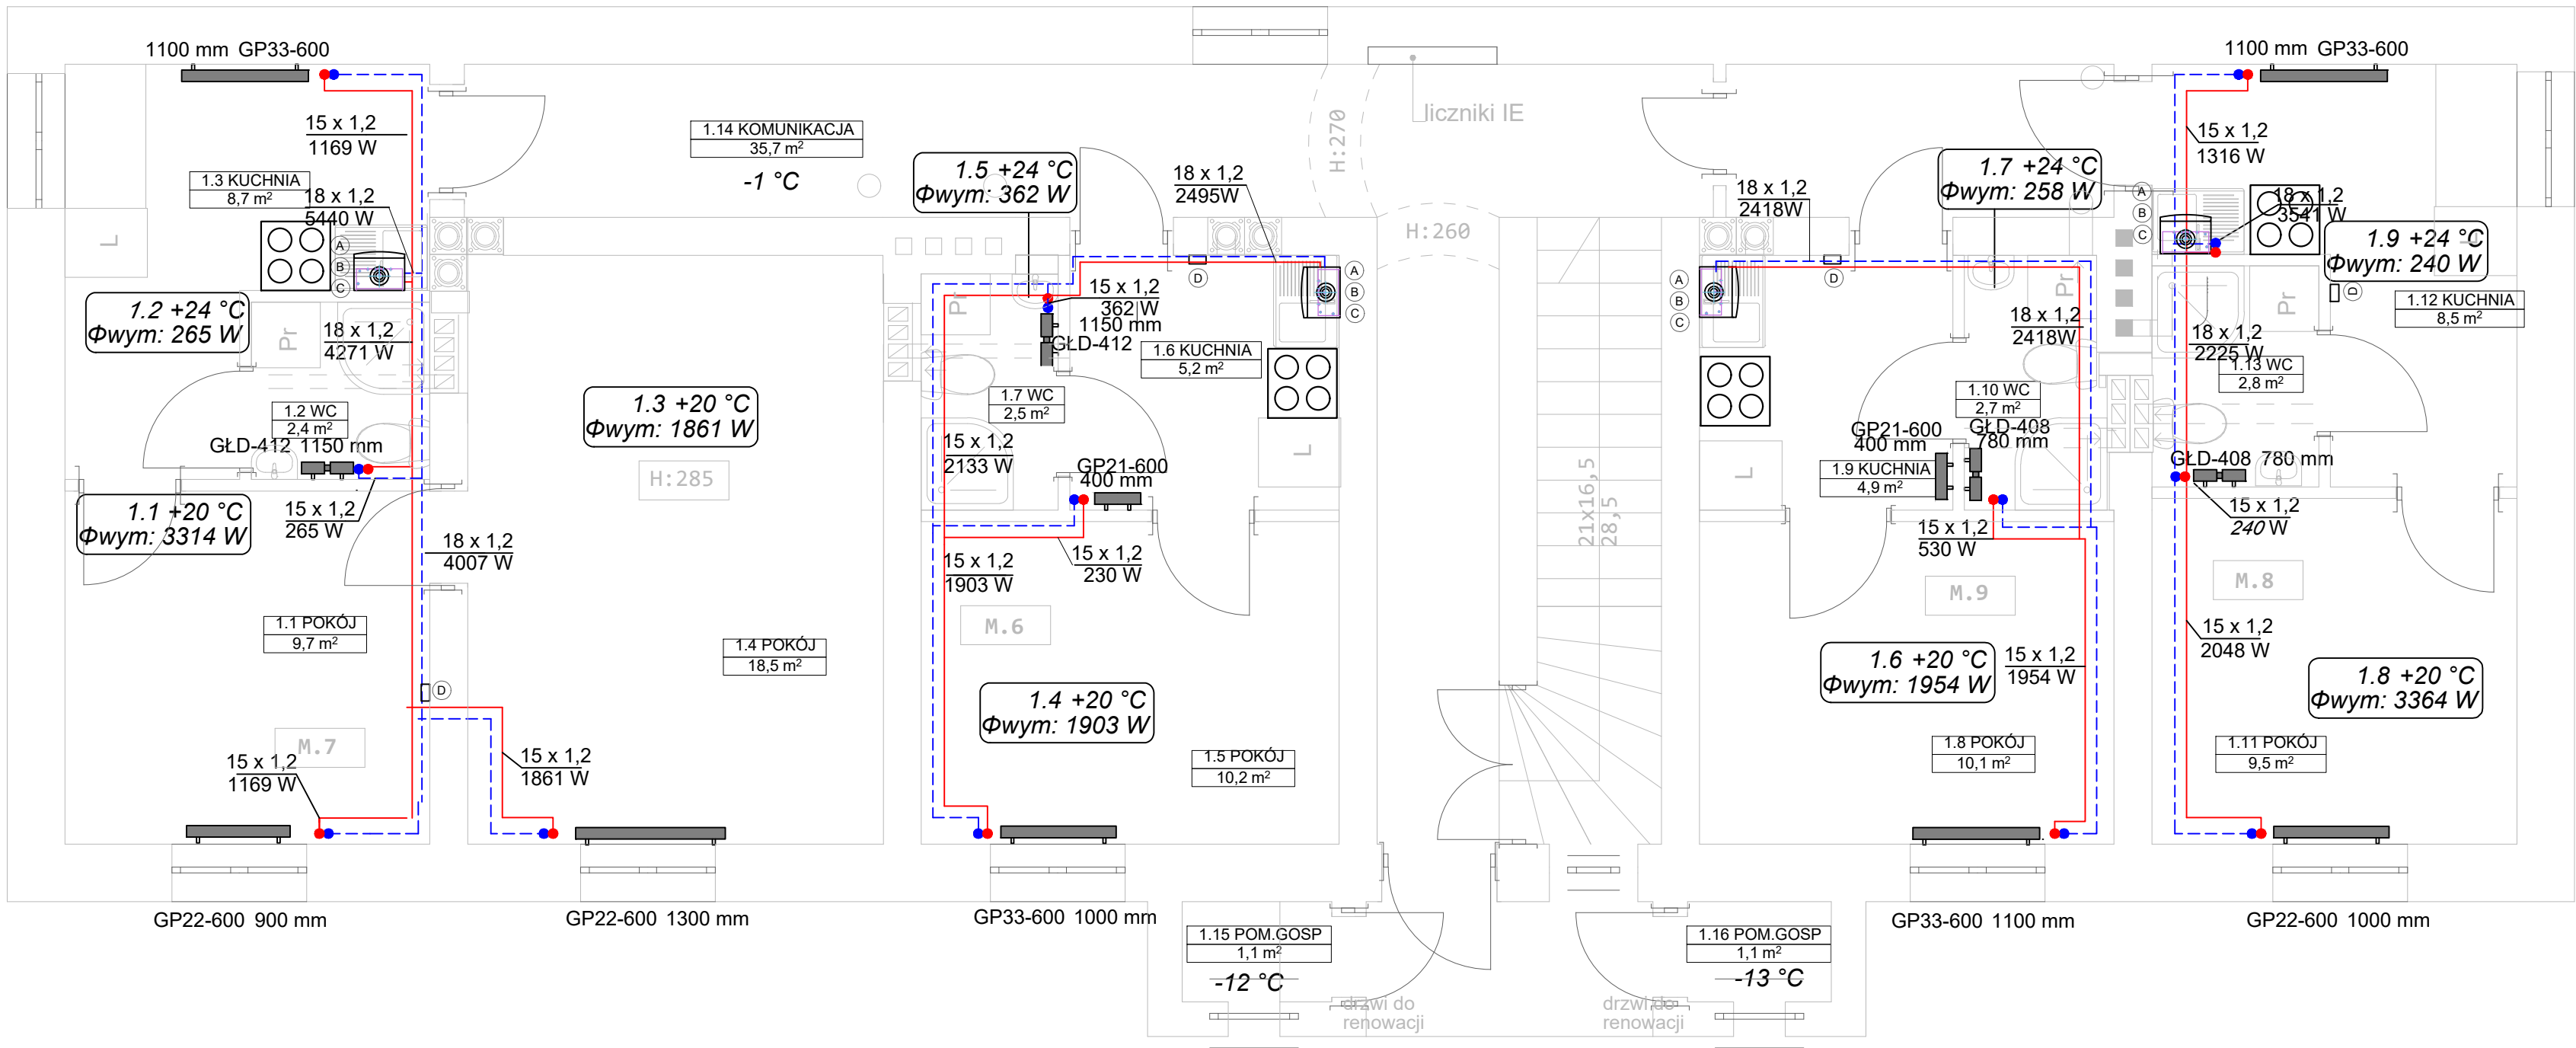 1100 mm GP33-600
1100 mm GP33-600
15 x 1,2
1169 W
1.3 KUCHNIA
8,7 m²
18 x 1,2
5440 W
L
A
B
C
1.2 +24 °C
Φwym: 265 W
Pr
18 x 1,2
4271 W
1.2 WC
2,4 m²
GŁD-412 1150 mm
1.1 +20 °C
Φwym: 3314 W
15 x 1,2
265 W
18 x 1,2
4007 W
1.1 POKÓJ
9,7 m²
D
M.7
15 x 1,2
1169 W
15 x 1,2
1861 W
GP22-600 900 mm
GP22-600 1300 mm
1.14 KOMUNIKACJA
35,7 m²
-1 °C
1.3 +20 °C
Φwym: 1861 W
H:285
1.4 POKÓJ
18,5 m²
1.5 +24 °C
Φwym: 362 W
18 x 1,2
2495W
D
A
B
C
Pr
15 x 1,2
362 W
1150 mm
GŁD-412
1.6 KUCHNIA
5,2 m²
1.7 WC
2,5 m²
15 x 1,2
2133 W
GP21-600
400 mm
L
15 x 1,2
1903 W
15 x 1,2
230 W
M.6
1.4 +20 °C
Φwym: 1903 W
1.5 POKÓJ
10,2 m²
GP33-600 1000 mm
H:270
liczniki IE
H:260
21x16,5
28,5
1.15 POM.GOSP
1,1 m²
-12 °C
drzwi do
renowacji
1.16 POM.GOSP
1,1 m²
-13 °C
drzwi do
renowacji
18 x 1,2
2418W
1.7 +24 °C
Φwym: 258 W
A
B
C
D
Pr
18 x 1,2
2418W
1.10 WC
2,7 m²
GP21-600
400 mm
GŁD-408
780 mm
1.9 KUCHNIA
4,9 m²
L
15 x 1,2
530 W
M.9
1.6 +20 °C
Φwym: 1954 W
15 x 1,2
1954 W
1.8 POKÓJ
10,1 m²
GP33-600 1100 mm
15 x 1,2
1316 W
A
B
C
18 x 1,2
3541 W
1.9 +24 °C
Φwym: 240 W
L
D
1.12 KUCHNIA
8,5 m²
Pr
18 x 1,2
2225 W
1.13 WC
2,8 m²
GŁD-408 780 mm
15 x 1,2
240 W
M.8
15 x 1,2
2048 W
1.8 +20 °C
Φwym: 3364 W
1.11 POKÓJ
9,5 m²
GP22-600 1000 mm